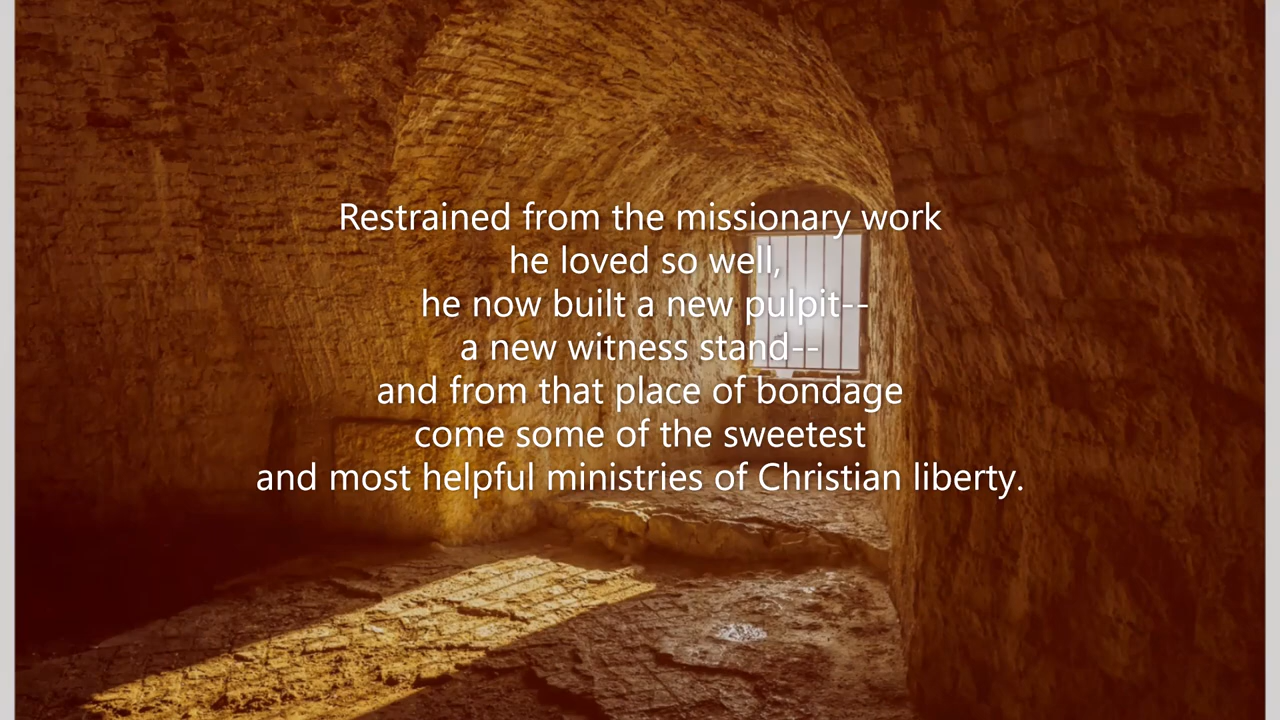 Restrained from the missionary work
he loved so well,
he now built a new pulpit--
a new witness stand--
and from that place of bondage
come some of the sweetest
and most helpful ministries of Christian liberty.